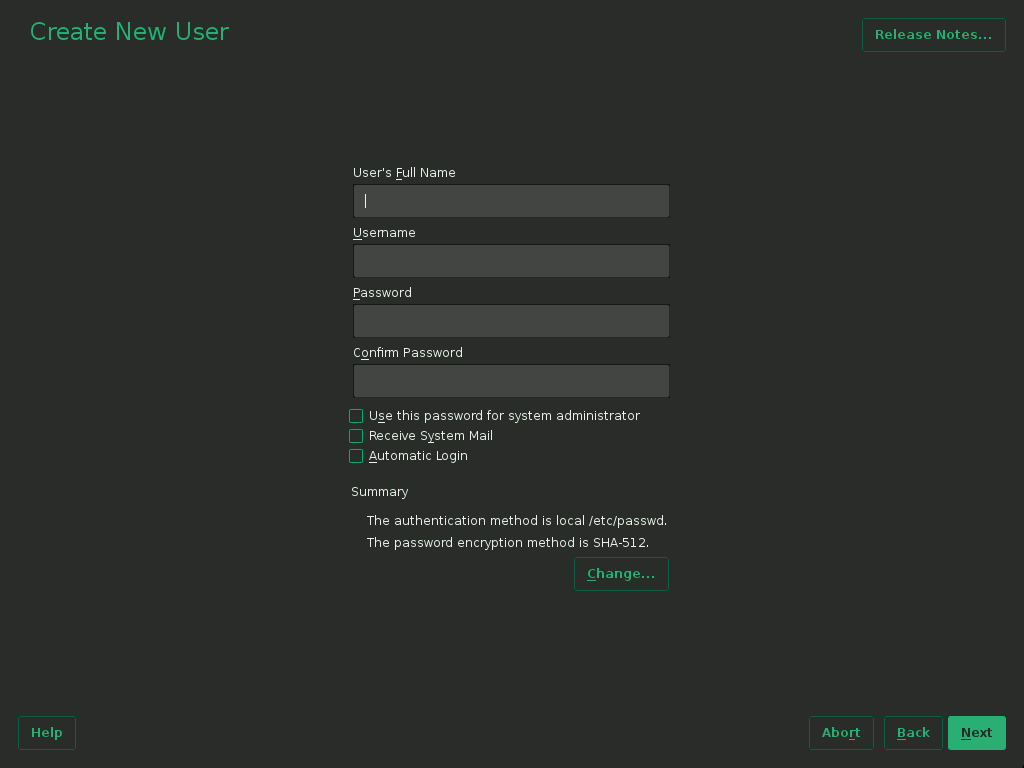 Create New User
Release Notes...
User's Full Name
Username
Password
Confirm Password
Use this password for system administrator
Receive System Mail
Automatic Login
Summary
The authentication method is local /etc/passwd.
The password encryption method is SHA-512.
Change...
Help
Abort
Back
Next